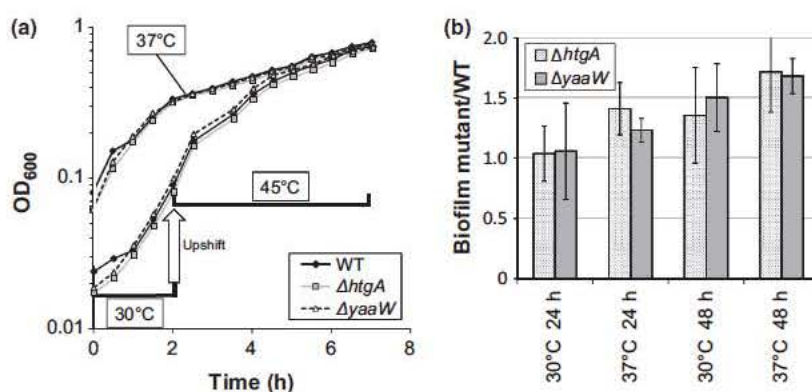 (a)
1
0.1
0.01
OD600
37°C
45°C
Upshift
30°C
WT
ΔhtgA
ΔyaaW
0 2 4 6 8
Time (h)
(b)
2.0
1.5
1.0
0.5
0
Biofilm mutant/WT
ΔhtgA
ΔyaaW
30°C 24 h
37°C 24 h
30°C 48 h
37°C 48 h